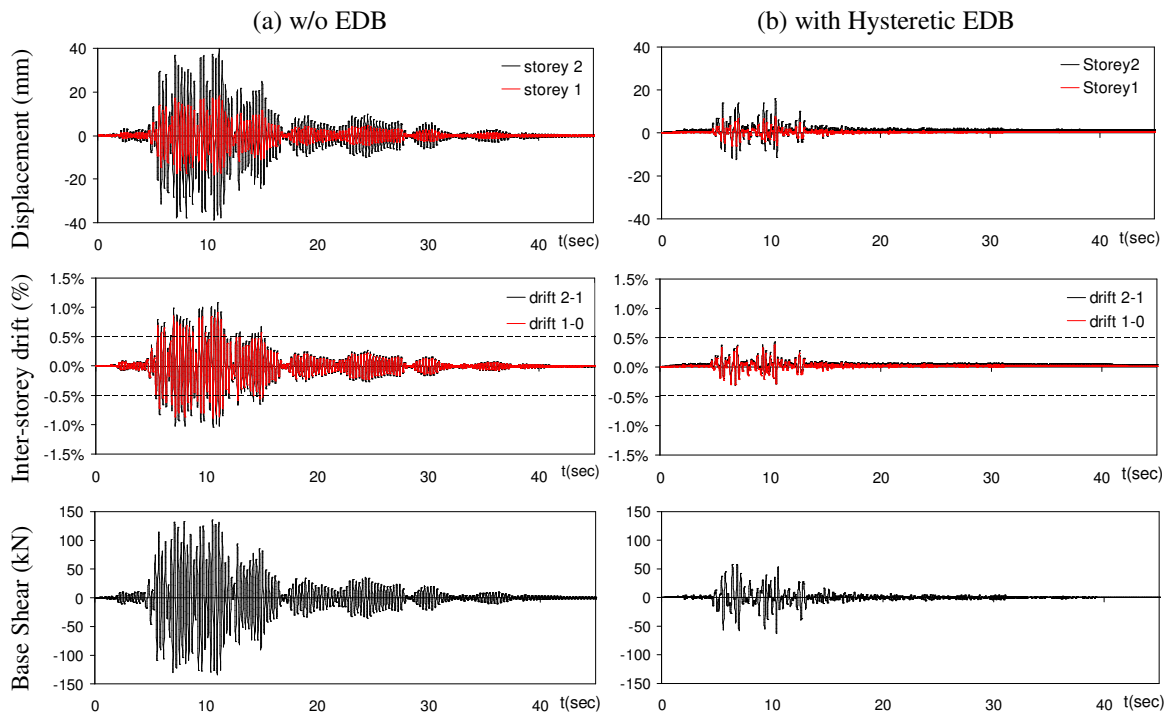 (a) w/o EDB
(b) with Hysteretic EDB
Displacement (mm)
40
20
0
-20
-40
storey 2
storey 1
0 10 20 30 40 t(sec)
40
20
0
-20
-40
Storey2
Storey1
0 10 20 30 40 t(sec)
Inter-storey drift (%)
1.5%
1.0%
0.5%
0.0%
-0.5%
-1.0%
-1.5%
drift 2-1
drift 1-0
0 10 20 30 40 t(sec)
1.5%
1.0%
0.5%
0.0%
-0.5%
-1.0%
-1.5%
drift 2-1
drift 1-0
0 10 20 30 40 t(sec)
Base Shear (kN)
150
100
50
0
-50
-100
-150
0 10 20 30 40 t(sec)
150
100
50
0
-50
-100
-150
0 10 20 30 40 t(sec)